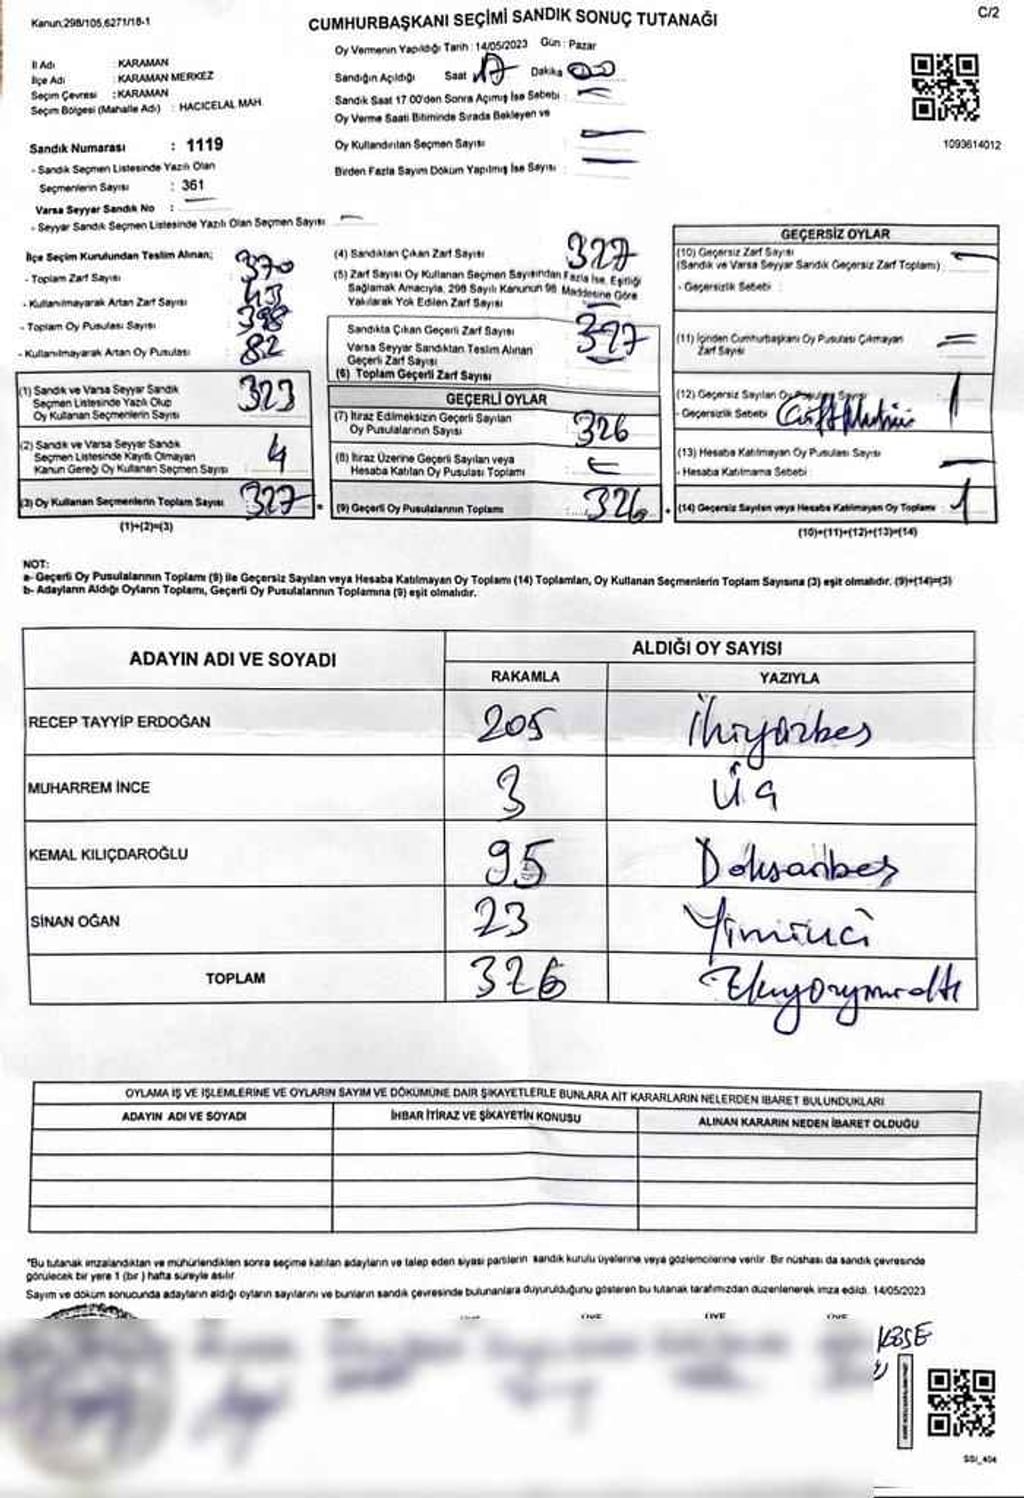 Kanun:298/105,6271/18-1
CUMHURBAŞKANI SEÇİMİ SANDIK SONUÇ TUTANAĞI
C/2
İl Adı : KARAMAN
İlçe Adı : KARAMAN MERKEZ
Seçim Çevresi : KARAMAN
Seçim Bölgesi (Mahalle Adı) : HACICELAL MAH.
Sandık Numarası : 1119
- Sandık Seçmen Listesinde Yazılı Olan
Seçmenlerin Sayısı : 361
Varsa Seyyar Sandık No :
- Seyyar Sandık Seçmen Listesinde Yazılı Olan Seçmen Sayısı
Oy Vermenin Yapıldığı Tarih : 14/05/2023 Gün : Pazar
Sandığın Açıldığı Saat 17 Dakika 00
Sandık Saat 17 00'den Sonra Açılmış İse Sebebi :
Oy Verme Saati Bitiminde Sırada Bekleyen ve
Oy Kullandırılan Seçmen Sayısı
Birden Fazla Sayım Döküm Yapılmış İse Sayısı :
1093614012
İlçe Seçim Kurulundan Teslim Alınan;
- Toplam Zarf Sayısı : 370
- Kullanılmayarak Artan Zarf Sayısı : 43
- Toplam Oy Pusulası Sayısı : 398
- Kullanılmayarak Artan Oy Pusulası : 82
(1) Sandık ve Varsa Seyyar Sandık
Seçmen Listesinde Yazılı Olup
Oy Kullanan Seçmenlerin Sayısı 323
(2) Sandık ve Varsa Seyyar Sandık
Seçmen Listesinde Kayıtlı Olmayan
Kanun Gereği Oy Kullanan Seçmen Sayısı 4
(3) Oy Kullanan Seçmenlerin Toplam Sayısı 327
(1)+(2)=(3)
(4) Sandıktan Çıkan Zarf Sayısı 327
(5) Zarf Sayısı Oy Kullanan Seçmen Sayısından Fazla İse, Eşitliği
Sağlamak Amacıyla, 298 Sayılı Kanunun 98 Maddesine Göre
Yakılarak Yok Edilen Zarf Sayısı
Sandıkta Çıkan Geçerli Zarf Sayısı 327
Varsa Seyyar Sandıktan Teslim Alınan
Geçerli Zarf Sayısı
(6) Toplam Geçerli Zarf Sayısı
GEÇERLİ OYLAR
(7) İtiraz Edilmeksizin Geçerli Sayılan
Oy Pusulalarının Sayısı 326
(8) İtiraz Üzerine Geçerli Sayılan veya
Hesaba Katılan Oy Pusulası Toplamı
(9) Geçerli Oy Pusulalarının Toplamı 326
GEÇERSİZ OYLAR
(10) Geçersiz Zarf Sayısı
(Sandık ve Varsa Seyyar Sandık Geçersiz Zarf Toplamı) :
- Geçersizlik Sebebi :
(11) İçinden Cumhurbaşkanı Oy Pusulası Çıkmayan
Zarf Sayısı
(12) Geçersiz Sayılan Oy Pusulası Sayısı 1
- Geçersizlik Sebebi
(13) Hesaba Katılmayan Oy Pusulası Sayısı
- Hesaba Katılmama Sebebi
(14) Geçersiz Sayılan veya Hesaba Katılmayan Oy Toplamı 1
(10)+(11)+(12)+(13)=(14)
NOT:
a- Geçerli Oy Pusulalarının Toplamı (9) ile Geçersiz Sayılan veya Hesaba Katılmayan Oy Toplamı (14) Toplamları, Oy Kullanan Seçmenlerin Toplam Sayısına (3) eşit olmalıdır. (9)+(14)=(3)
b- Adayların Aldığı Oyların Toplamı, Geçerli Oy Pusulalarının Toplamına (9) eşit olmalıdır.
ADAYIN ADI VE SOYADI ALDIĞI OY SAYISI
RAKAMLA YAZIYLA
RECEP TAYYİP ERDOĞAN 205 İkiyüzbeş
MUHARREM İNCE 3 Üç
KEMAL KILIÇDAROĞLU 95 Doksanbeş
SİNAN OĞAN 23
TOPLAM 326
OYLAMA İŞ VE İŞLEMLERİNE VE OYLARIN SAYIM VE DÖKÜMÜNE DAİR ŞİKAYETLERLE BUNLARA AİT KARARLARIN NELERDEN İBARET BULUNDUKLARI
ADAYIN ADI VE SOYADI İHBAR İTİRAZ VE ŞİKAYETİN KONUSU ALINAN KARARIN NEDEN İBARET OLDUĞU
*Bu tutanak imzalandıktan ve mühürlendikten sonra seçime katılan adayların ve talep eden siyasi partilerin sandık kurulu üyelerine veya gözlemcilerine verilir. Bir nüshası da sandık çevresinde
görülecek bir yere 1 (bir) hafta süreyle asılır
Sayım ve döküm sonucunda adayların aldığı oyların sayılarını ve bunların sandık çevresinde bulunanlara duyurulduğunu gösteren bu tutanak tarafımızdan düzenlenerek imza edildi. 14/05/2023
ÜYE ÜYE ÜYE ÜYE
KBSE
SSI_404